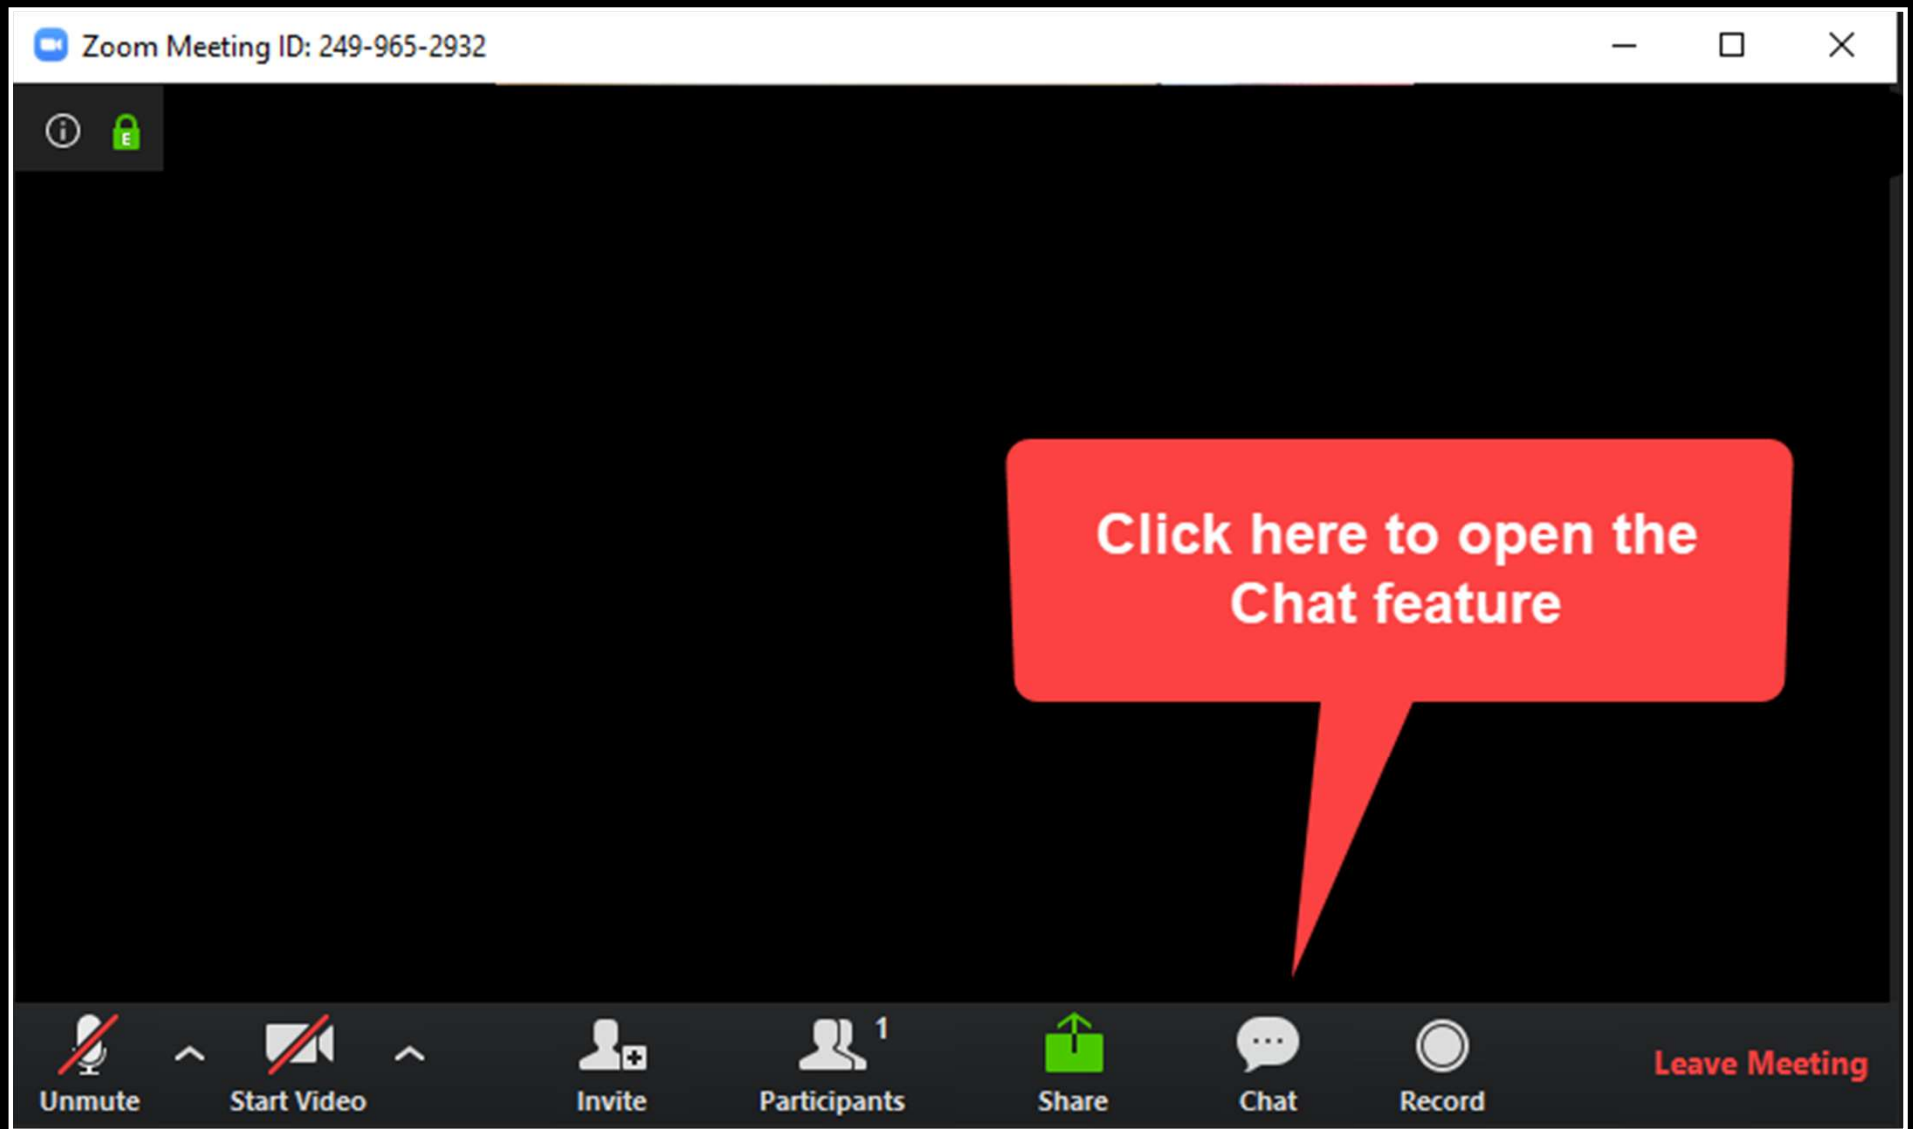 Zoom Meeting ID: 249-965-2932
E
Click here to open the
Chat feature
1
Unmute
Start Video
Invite
Participants
Share
Chat
Record
Leave Meeting